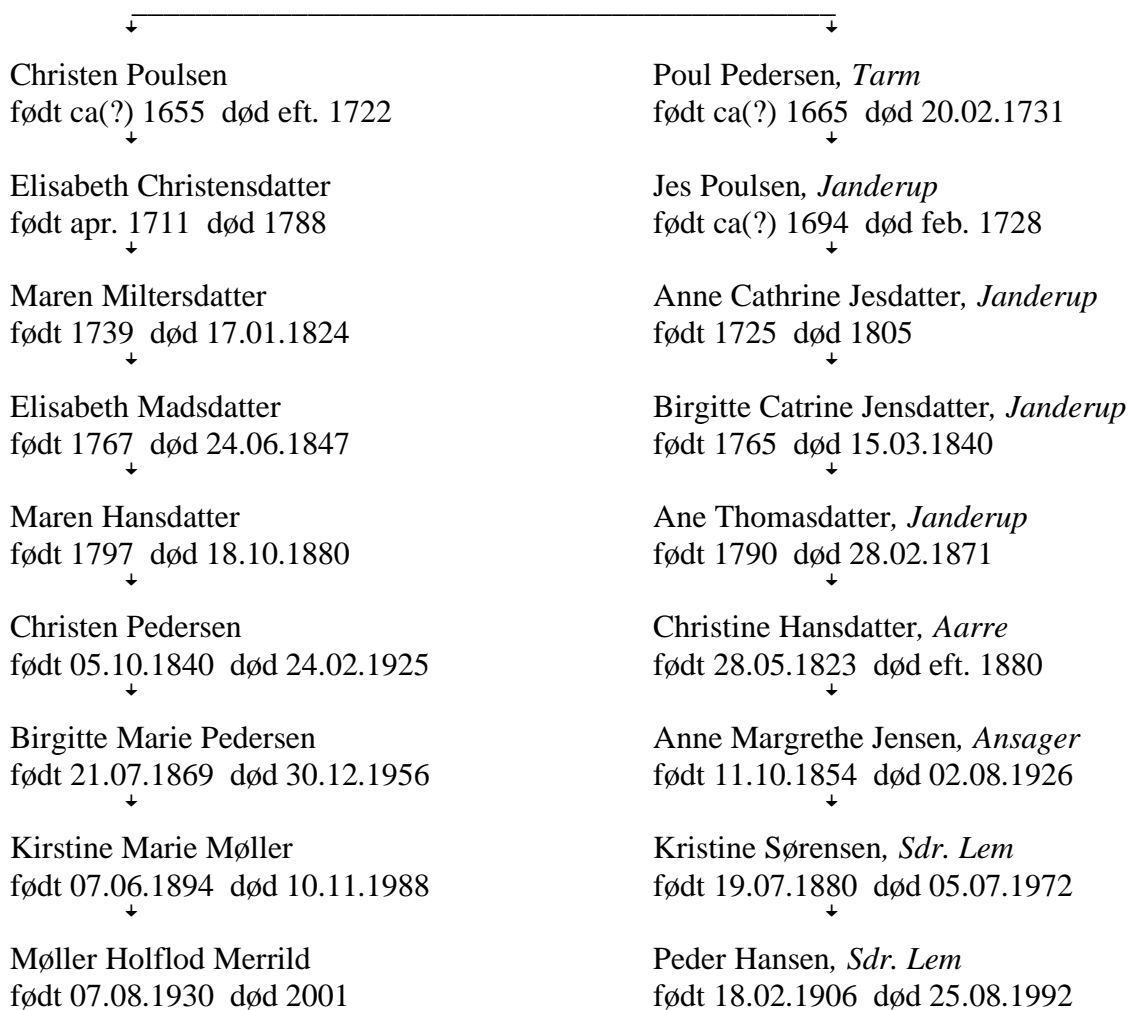 Christen Poulsen
født ca(?) 1655 død eft. 1722
Elisabeth Christensdatter
født apr. 1711 død 1788
Maren Miltersdatter
født 1739 død 17.01.1824
Elisabeth Madsdatter
født 1767 død 24.06.1847
Maren Hansdatter
født 1797 død 18.10.1880
Christen Pedersen
født 05.10.1840 død 24.02.1925
Birgitte Marie Pedersen
født 21.07.1869 død 30.12.1956
Kirstine Marie Møller
født 07.06.1894 død 10.11.1988
Møller Holflod Merrild
født 07.08.1930 død 2001
Poul Pedersen, Tarm
født ca(?) 1665 død 20.02.1731
Jes Poulsen, Janderup
født ca(?) 1694 død feb. 1728
Anne Cathrine Jesdatter, Janderup
født 1725 død 1805
Birgitte Catrine Jensdatter, Janderup
født 1765 død 15.03.1840
Ane Thomasdatter, Janderup
født 1790 død 28.02.1871
Christine Hansdatter, Aarre
født 28.05.1823 død eft. 1880
Anne Margrethe Jensen, Ansager
født 11.10.1854 død 02.08.1926
Kristine Sørensen, Sdr. Lem
født 19.07.1880 død 05.07.1972
Peder Hansen, Sdr. Lem
født 18.02.1906 død 25.08.1992